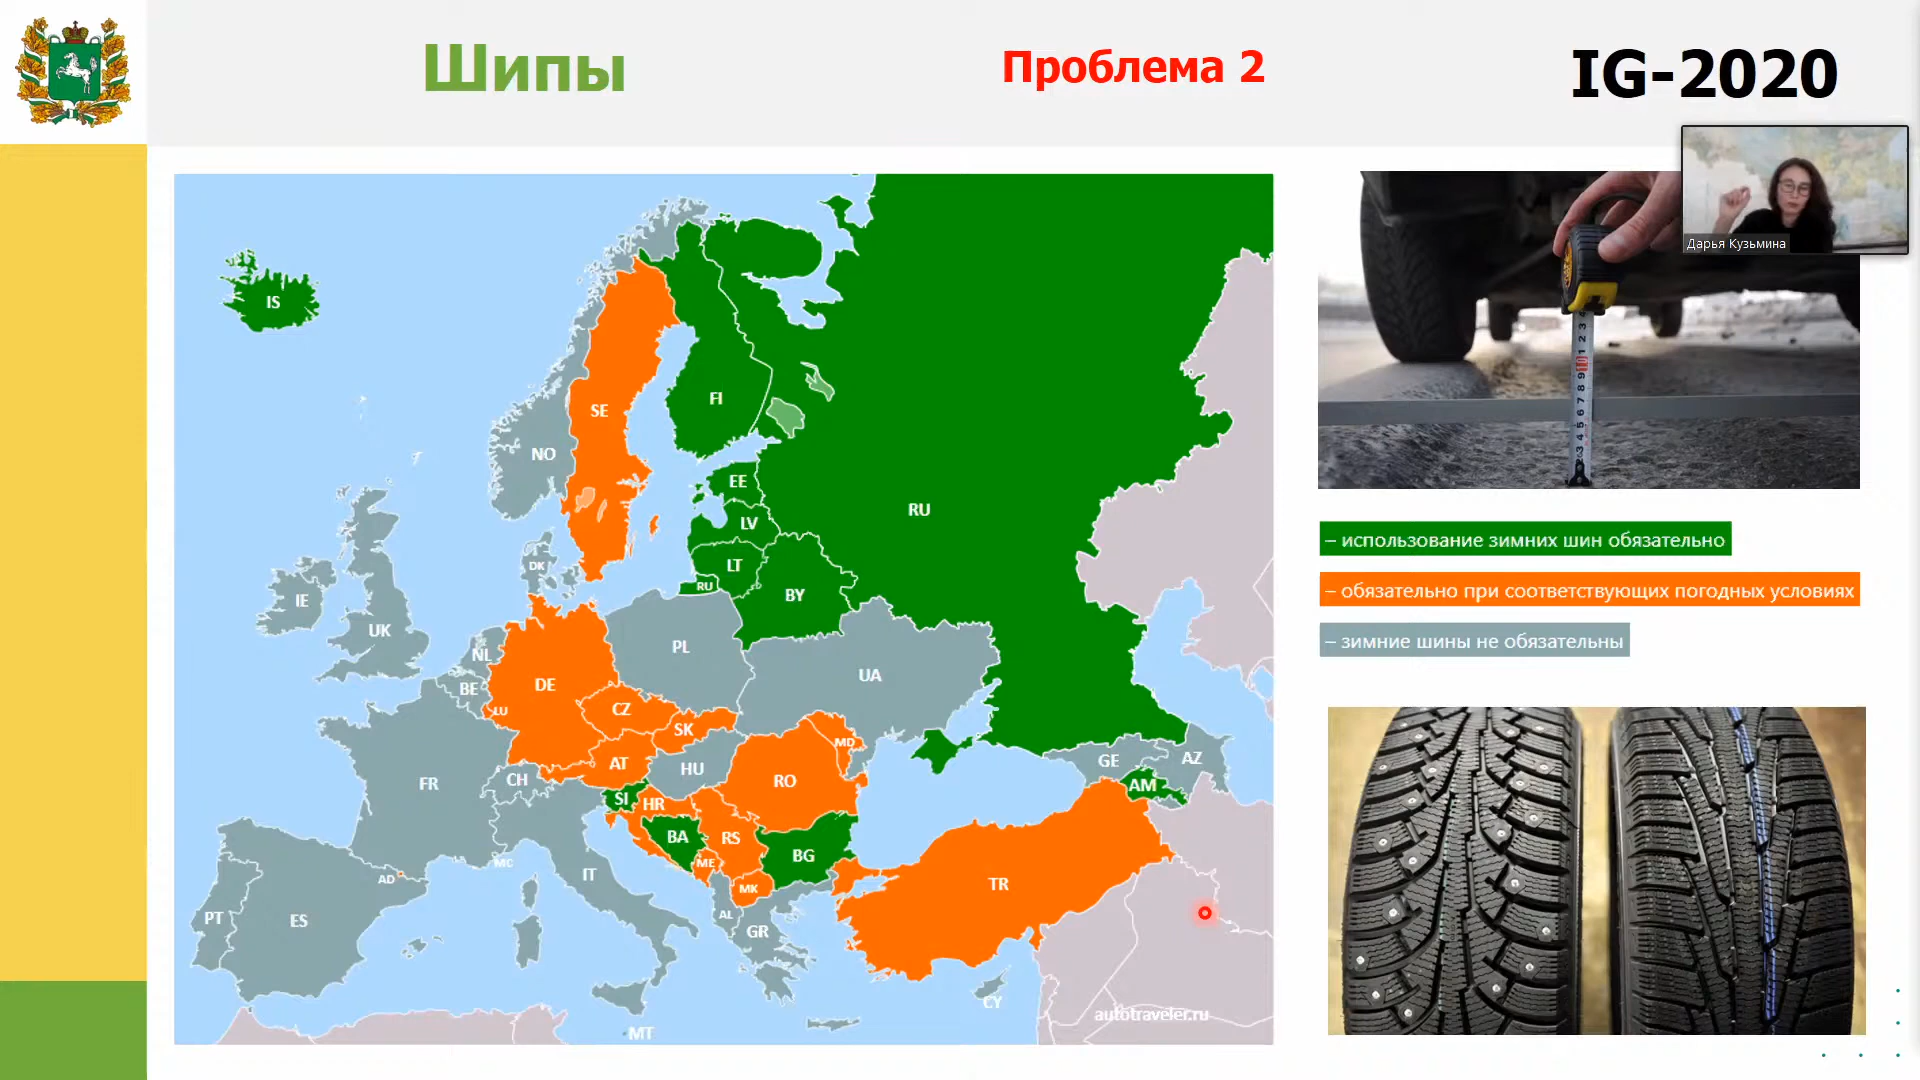 Шипы
Проблема 2
IG-2020
Дарья Кузьмина
IS
SE
FI
NO
RU
EE
LV
LT
RU
BY
DK
IE
UK
NL
BE
LU
DE
PL
UA
CZ
SK
AT
HU
MD
RO
FR
CH
SI
HR
BA
RS
ME
MK
BG
GE
AZ
AM
MC
AD
IT
AL
GR
TR
PT
ES
CY
MT
autotraveler.ru
– использование зимних шин обязательно
– обязательно при соответствующих погодных условиях
– зимние шины не обязательны